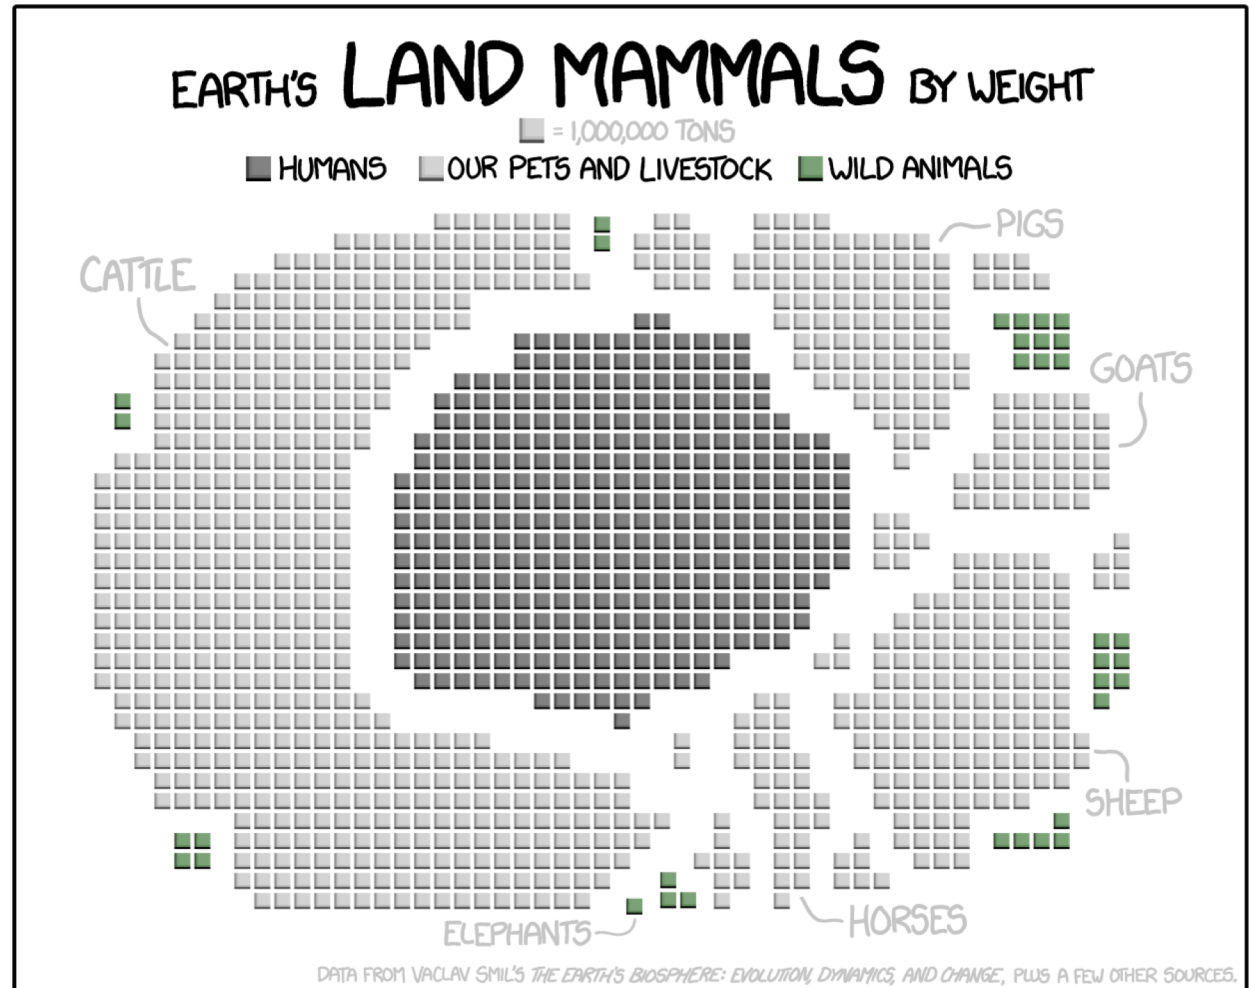 EARTH'S LAND MAMMALS BY WEIGHT
= 1,000,000 TONS
HUMANS OUR PETS AND LIVESTOCK WILD ANIMALS
PIGS
CATTLE
GOATS
SHEEP
HORSES
ELEPHANTS
DATA FROM VACLAV SMIL'S THE EARTH'S BIOSPHERE: EVOLUTION, DYNAMICS, AND CHANGE, PLUS A FEW OTHER SOURCES.